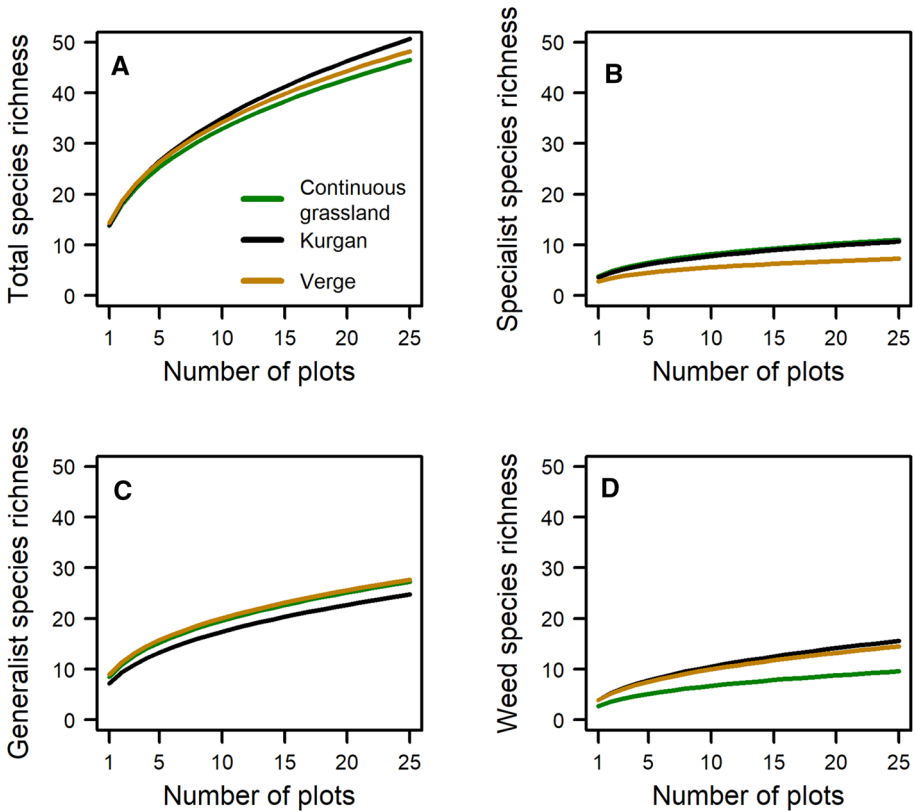 Total species richness
50
40
30
20
10
0
A
Continuous
grassland
Kurgan
Verge
1 5 10 15 20 25
Number of plots
Specialist species richness
50
40
30
20
10
0
B
1 5 10 15 20 25
Number of plots
Generalist species richness
50
40
30
20
10
0
C
1 5 10 15 20 25
Number of plots
Weed species richness
50
40
30
20
10
0
D
1 5 10 15 20 25
Number of plots